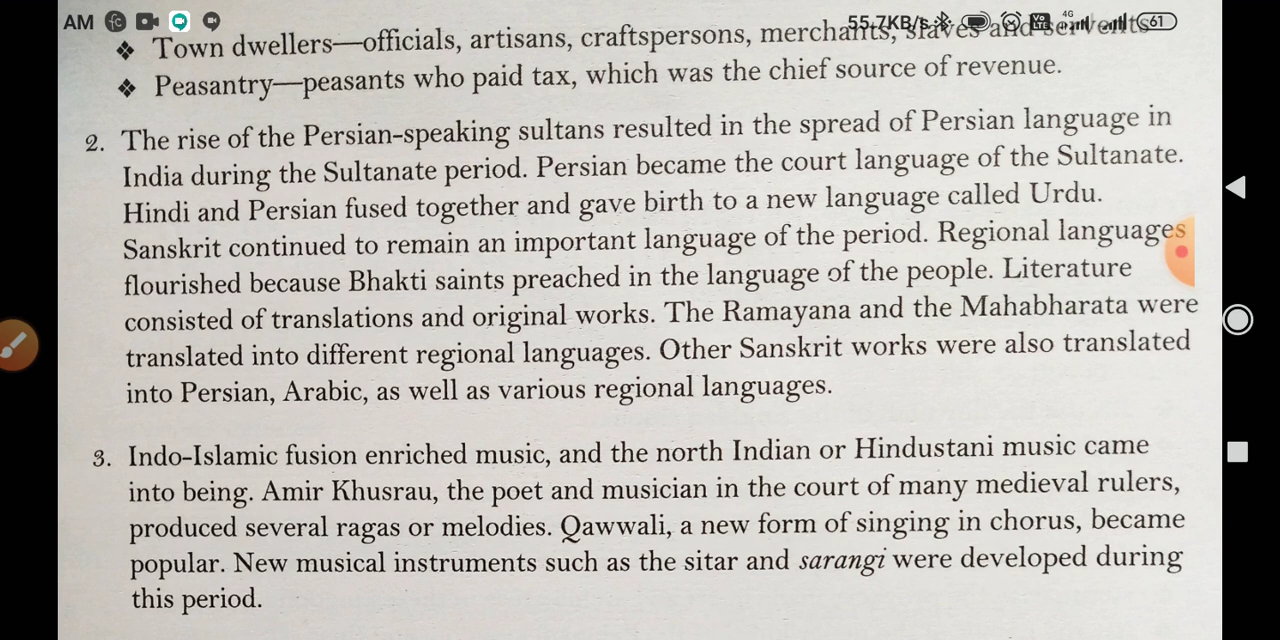 AM fc 55.7KB/s Vo LTE 4G 61
❖ Town dwellers—officials, artisans, craftspersons, merchants, slaves and servents
❖ Peasantry—peasants who paid tax, which was the chief source of revenue.
2. The rise of the Persian-speaking sultans resulted in the spread of Persian language in
India during the Sultanate period. Persian became the court language of the Sultanate.
Hindi and Persian fused together and gave birth to a new language called Urdu.
Sanskrit continued to remain an important language of the period. Regional languages
flourished because Bhakti saints preached in the language of the people. Literature
consisted of translations and original works. The Ramayana and the Mahabharata were
translated into different regional languages. Other Sanskrit works were also translated
into Persian, Arabic, as well as various regional languages.
3. Indo-Islamic fusion enriched music, and the north Indian or Hindustani music came
into being. Amir Khusrau, the poet and musician in the court of many medieval rulers,
produced several ragas or melodies. Qawwali, a new form of singing in chorus, became
popular. New musical instruments such as the sitar and sarangi were developed during
this period.